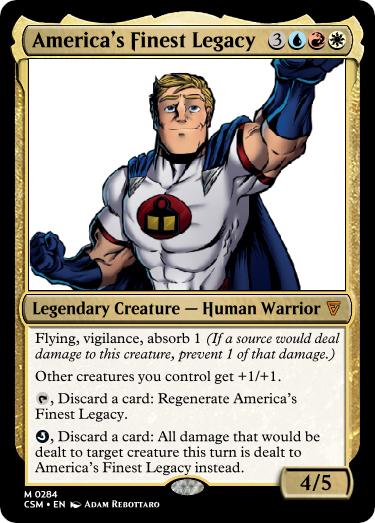 America's Finest Legacy 3
Legendary Creature — Human Warrior
Flying, vigilance, absorb 1 (If a source would deal
damage to this creature, prevent 1 of that damage.)
Other creatures you control get +1/+1.
, Discard a card: Regenerate America's
Finest Legacy.
, Discard a card: All damage that would be
dealt to target creature this turn is dealt to
America's Finest Legacy instead.
4/5
M 0284
CSM • EN Adam Rebottaro